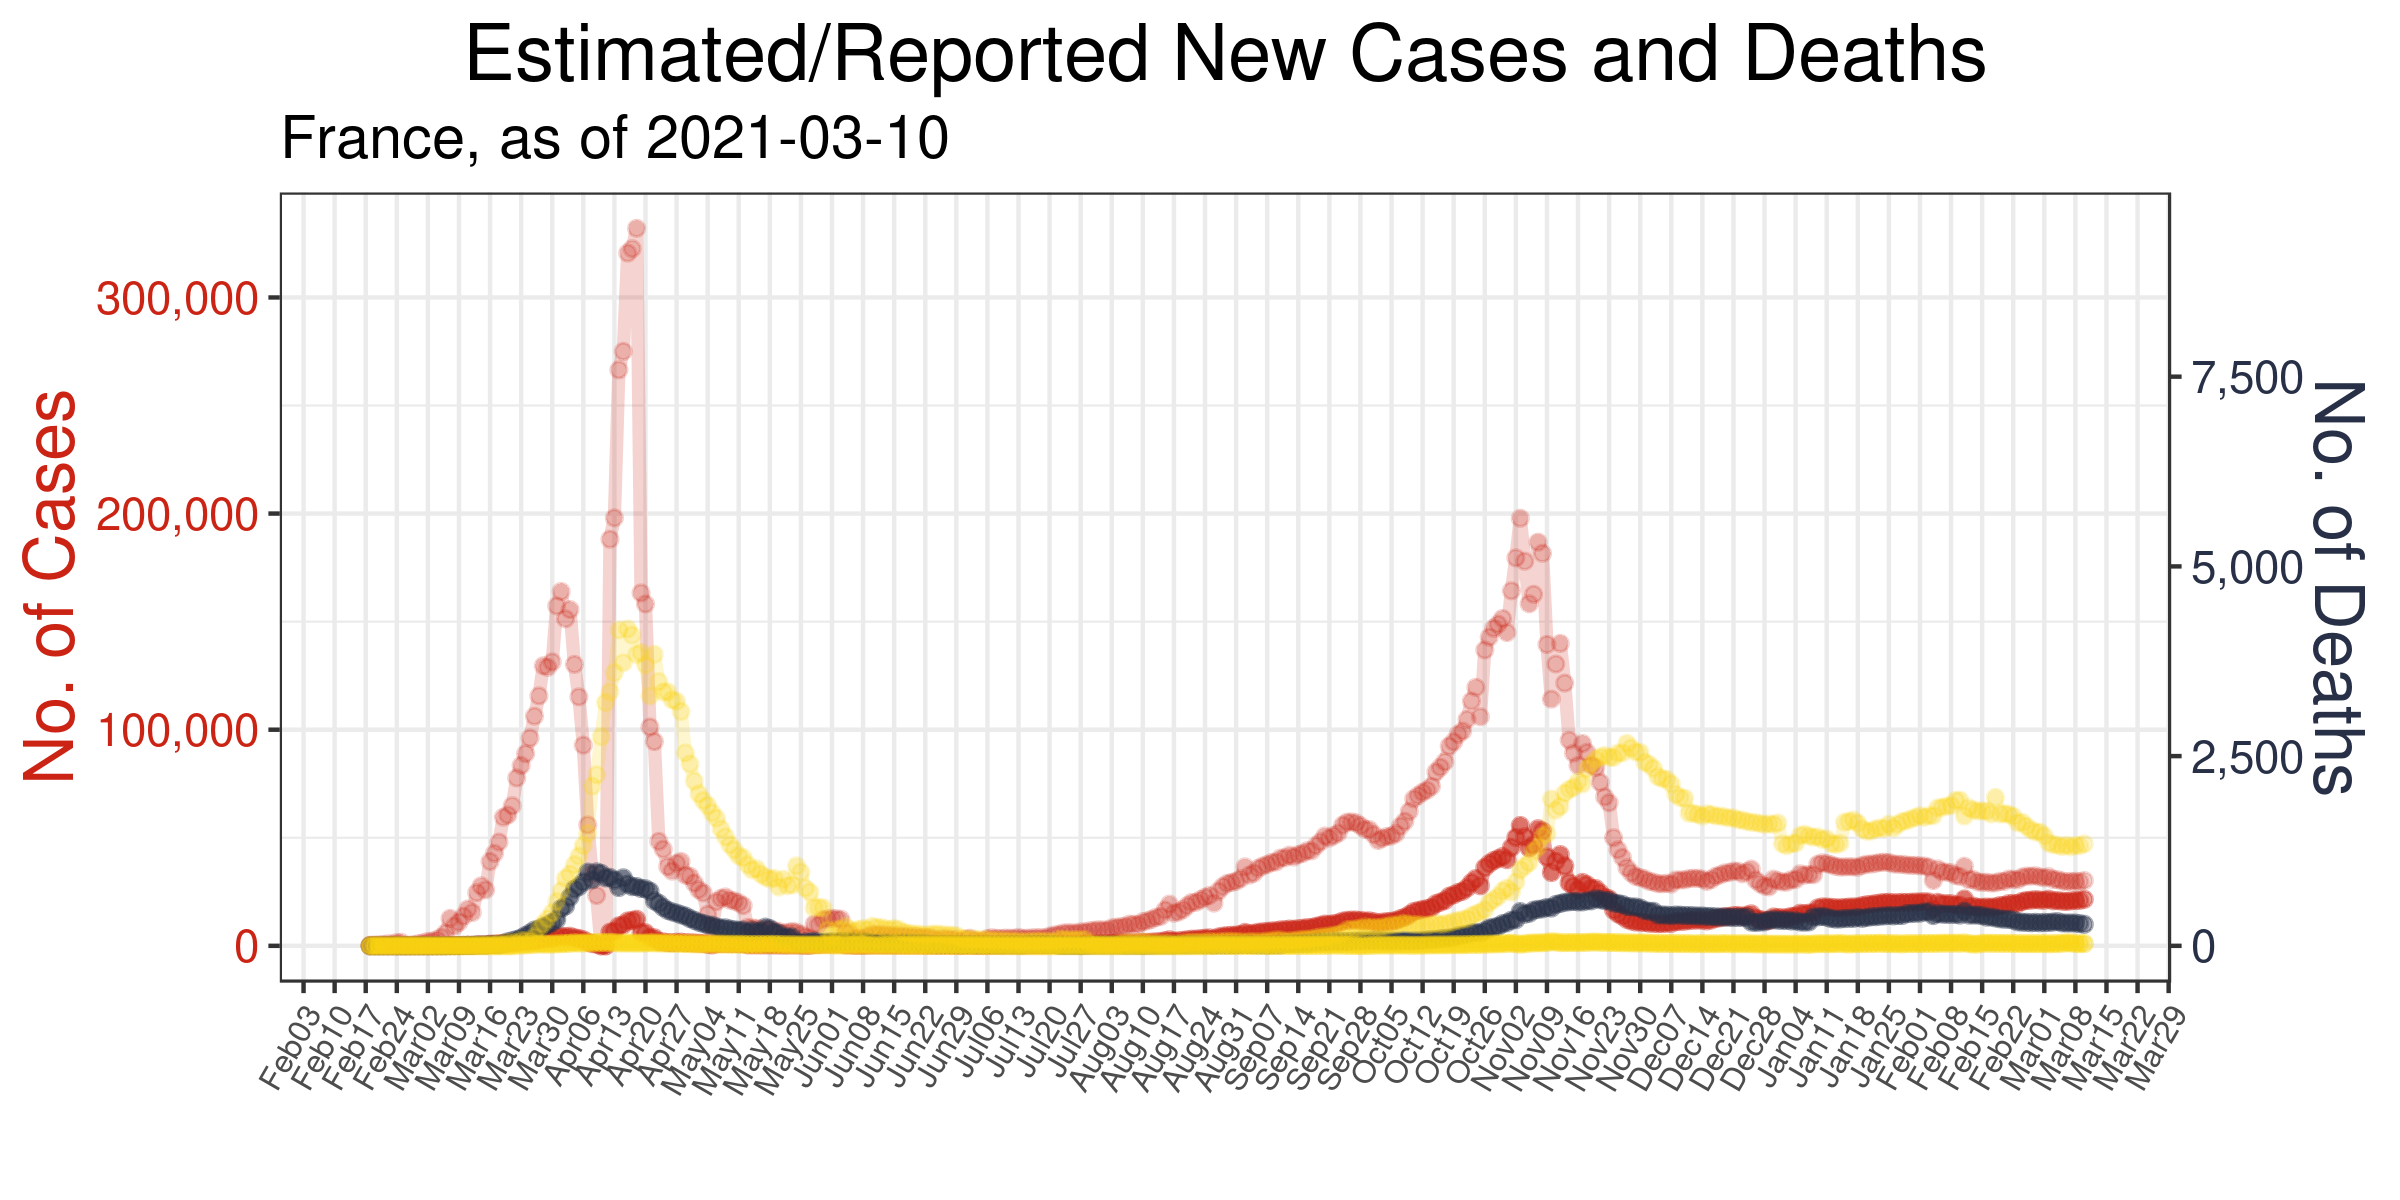 Estimated/Reported New Cases and Deaths
France, as of 2021-03-10
No. of Cases
300,000
200,000
100,000
0
7,500
5,000
2,500
0
No. of Deaths
Feb03
Feb10
Feb17
Feb24
Mar02
Mar09
Mar16
Mar23
Mar30
Apr06
Apr13
Apr20
Apr27
May04
May11
May18
May25
Jun01
Jun08
Jun15
Jun22
Jun29
Jul06
Jul13
Jul20
Jul27
Aug03
Aug10
Aug17
Aug24
Aug31
Sep07
Sep14
Sep21
Sep28
Oct05
Oct12
Oct19
Oct26
Nov02
Nov09
Nov16
Nov23
Nov30
Dec07
Dec14
Dec21
Dec28
Jan04
Jan11
Jan18
Jan25
Feb01
Feb08
Feb15
Feb22
Mar01
Mar08
Mar15
Mar22
Mar29